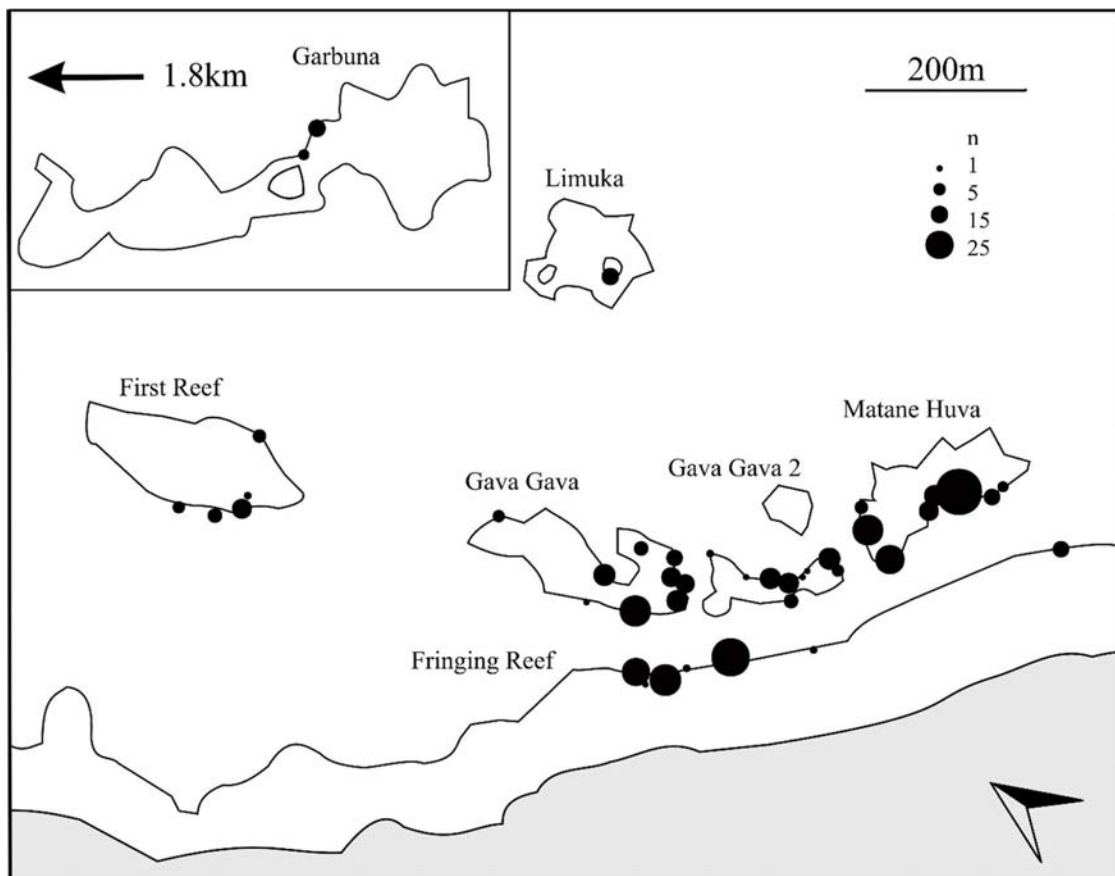 Garbuna
1.8km
200m
n
1
5
15
25
Limuka
First Reef
Matane Huva
Gava Gava 2
Gava Gava
Fringing Reef